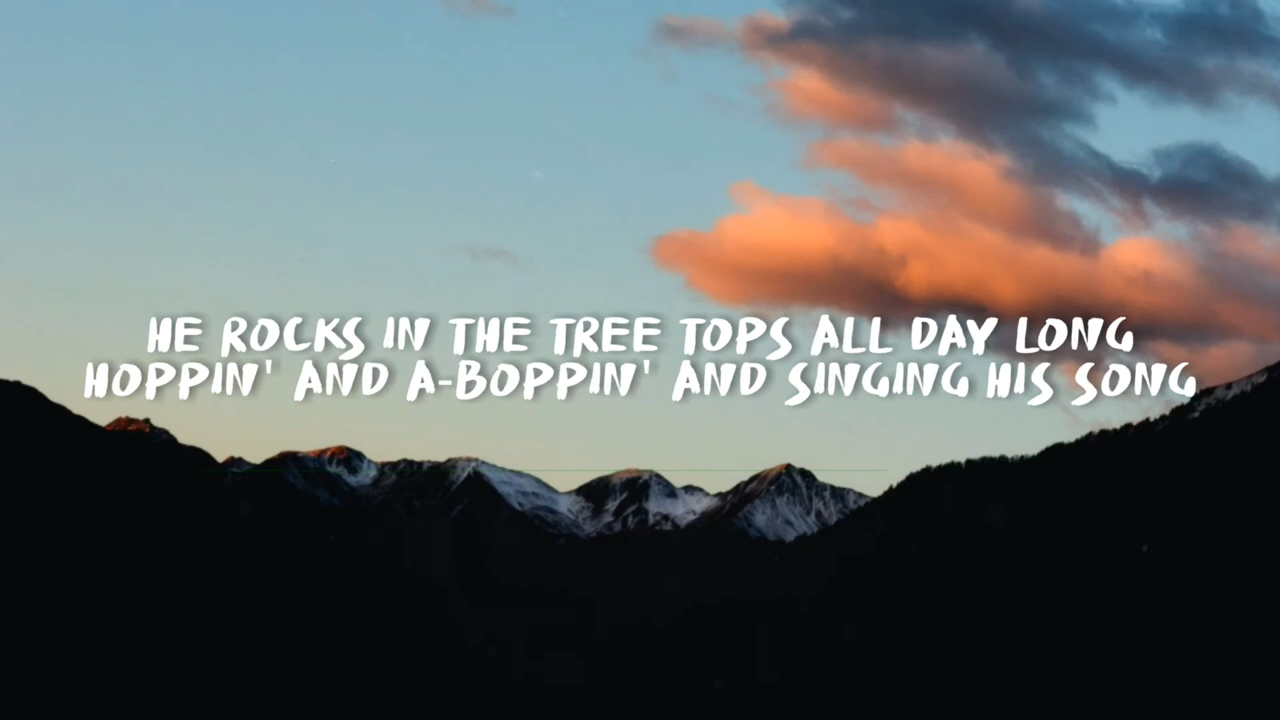 HE ROCKS IN THE TREE TOPS ALL DAY LONG
HOPPIN' AND A-BOPPIN' AND SINGING HIS SONG